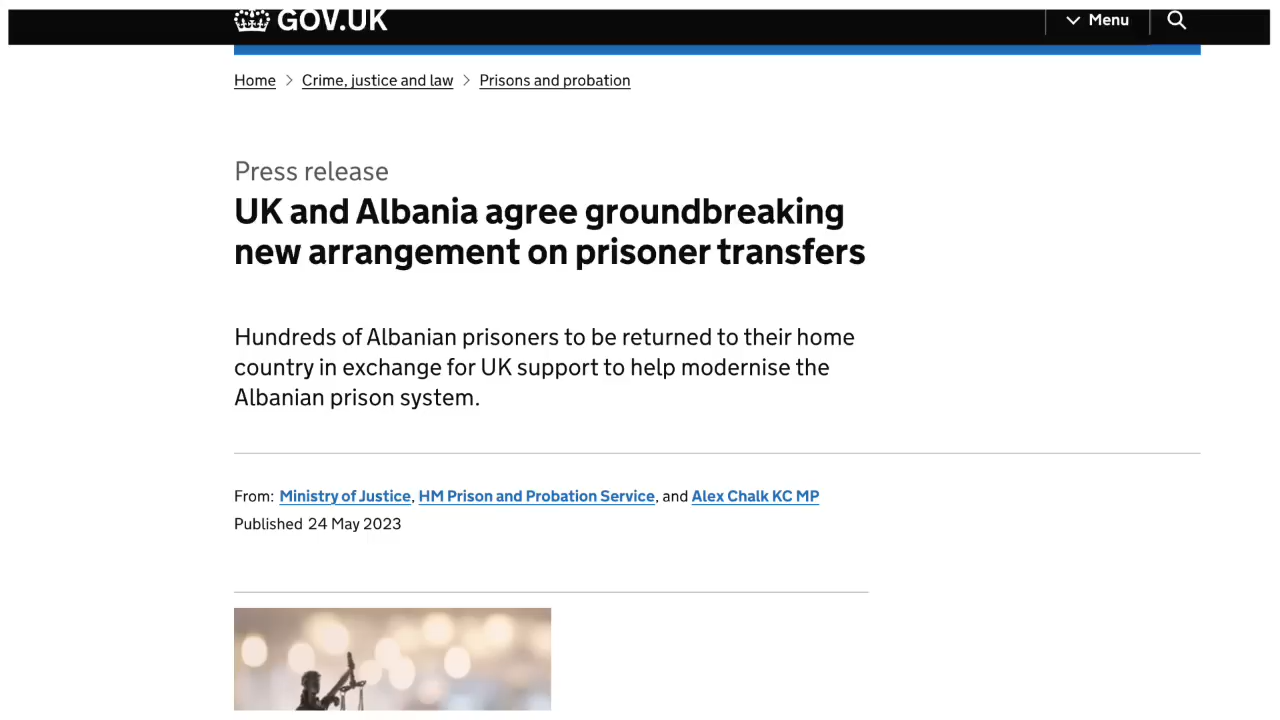 GOV.UK
Menu
Home > Crime, justice and law > Prisons and probation
Press release
UK and Albania agree groundbreaking
new arrangement on prisoner transfers
Hundreds of Albanian prisoners to be returned to their home
country in exchange for UK support to help modernise the
Albanian prison system.
From: Ministry of Justice, HM Prison and Probation Service, and Alex Chalk KC MP
Published 24 May 2023